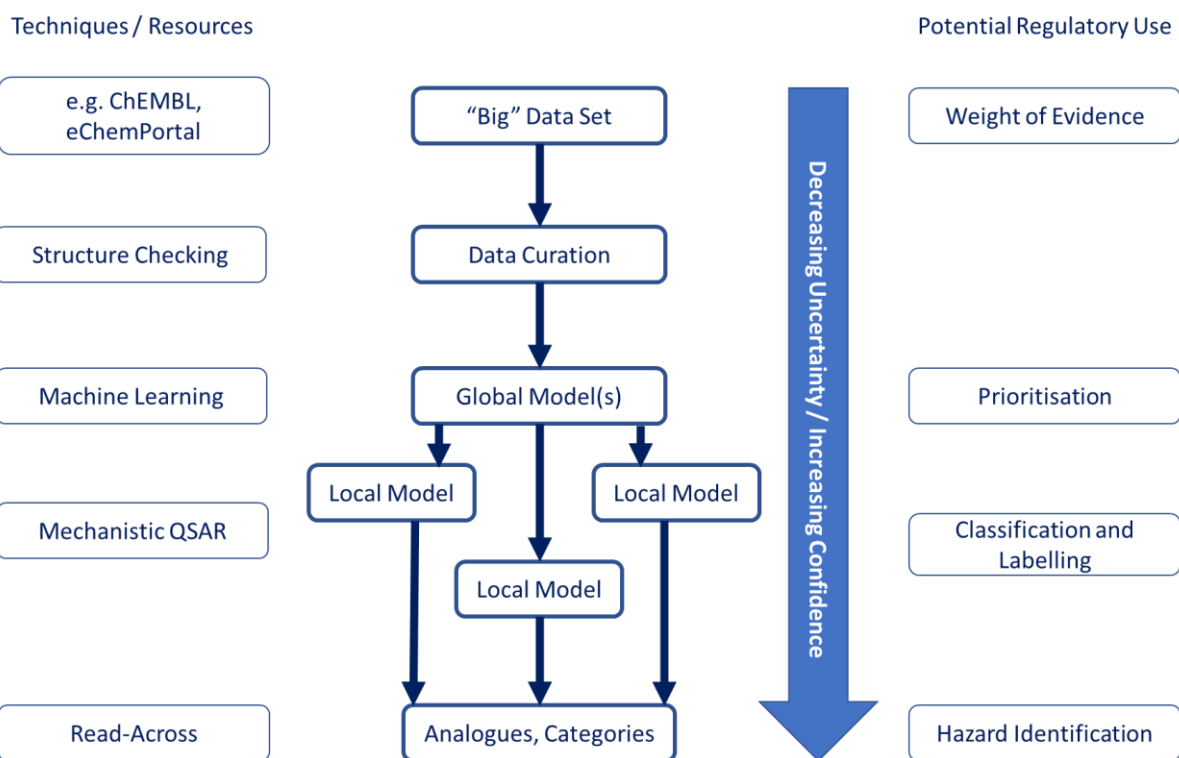 Techniques / Resources
Potential Regulatory Use
e.g. ChEMBL,
eChemPortal
“Big” Data Set
Weight of Evidence
Structure Checking
Data Curation
Machine Learning
Global Model(s)
Prioritisation
Local Model
Local Model
Mechanistic QSAR
Classification and
Labelling
Local Model
Read-Across
Analogues, Categories
Hazard Identification
Decreasing Uncertainty / Increasing Confidence